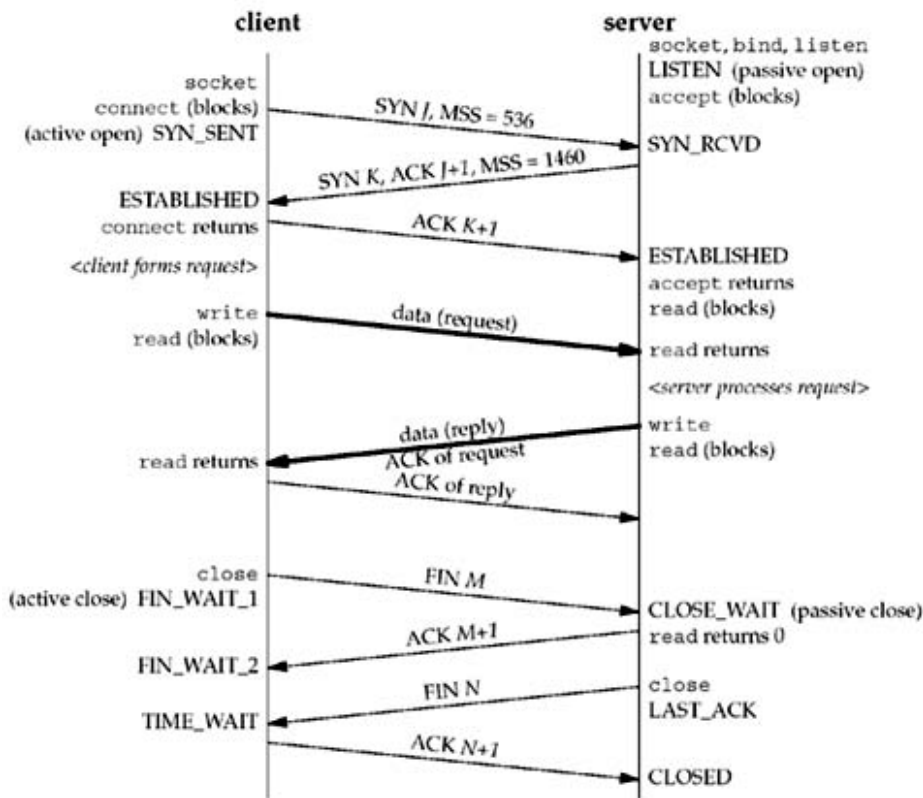 client
server
socket, bind, listen
LISTEN (passive open)
accept (blocks)
socket
connect (blocks)
(active open) SYN_SENT
SYN J, MSS = 536
SYN_RCVD
SYN K, ACK J+1, MSS = 1460
ESTABLISHED
connect returns
ACK K+1
<client forms request>
ESTABLISHED
accept returns
read (blocks)
write
read (blocks)
data (request)
read returns
<server processes request>
write
read (blocks)
data (reply)
ACK of request
read returns
ACK of reply
close
(active close) FIN_WAIT_1
FIN M
CLOSE_WAIT (passive close)
read returns 0
ACK M+1
FIN_WAIT_2
close
LAST_ACK
FIN N
TIME_WAIT
ACK N+1
CLOSED